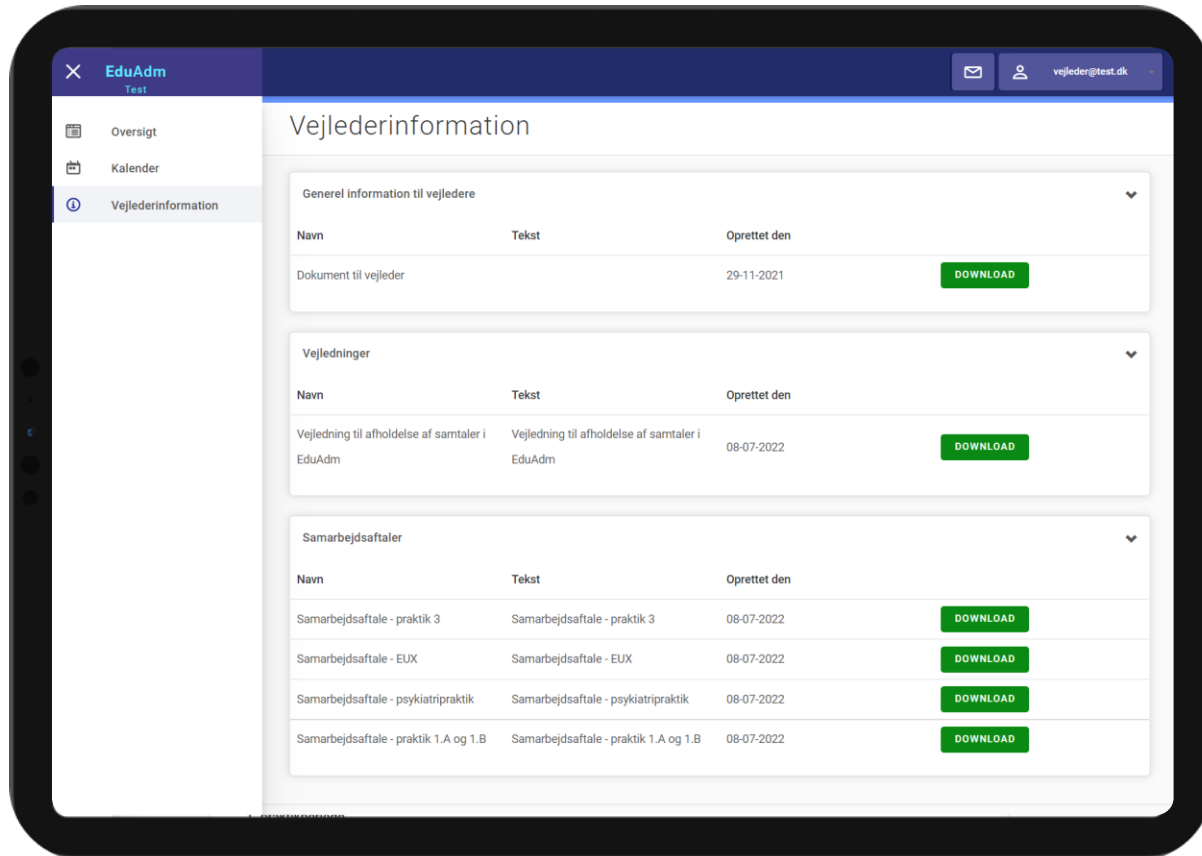 EduAdm
Test
vejleder@test.dk
Oversigt
Kalender
Vejlederinformation
Vejlederinformation
Generel information til vejledere
Navn Tekst Oprettet den
Dokument til vejleder 29-11-2021 DOWNLOAD
Vejledninger
Navn Tekst Oprettet den
Vejledning til afholdelse af samtaler i EduAdm Vejledning til afholdelse af samtaler i EduAdm 08-07-2022 DOWNLOAD
Samarbejdsaftaler
Navn Tekst Oprettet den
Samarbejdsaftale - praktik 3 Samarbejdsaftale - praktik 3 08-07-2022 DOWNLOAD
Samarbejdsaftale - EUX Samarbejdsaftale - EUX 08-07-2022 DOWNLOAD
Samarbejdsaftale - psykiatripraktik Samarbejdsaftale - psykiatripraktik 08-07-2022 DOWNLOAD
Samarbejdsaftale - praktik 1.A og 1.B Samarbejdsaftale - praktik 1.A og 1.B 08-07-2022 DOWNLOAD